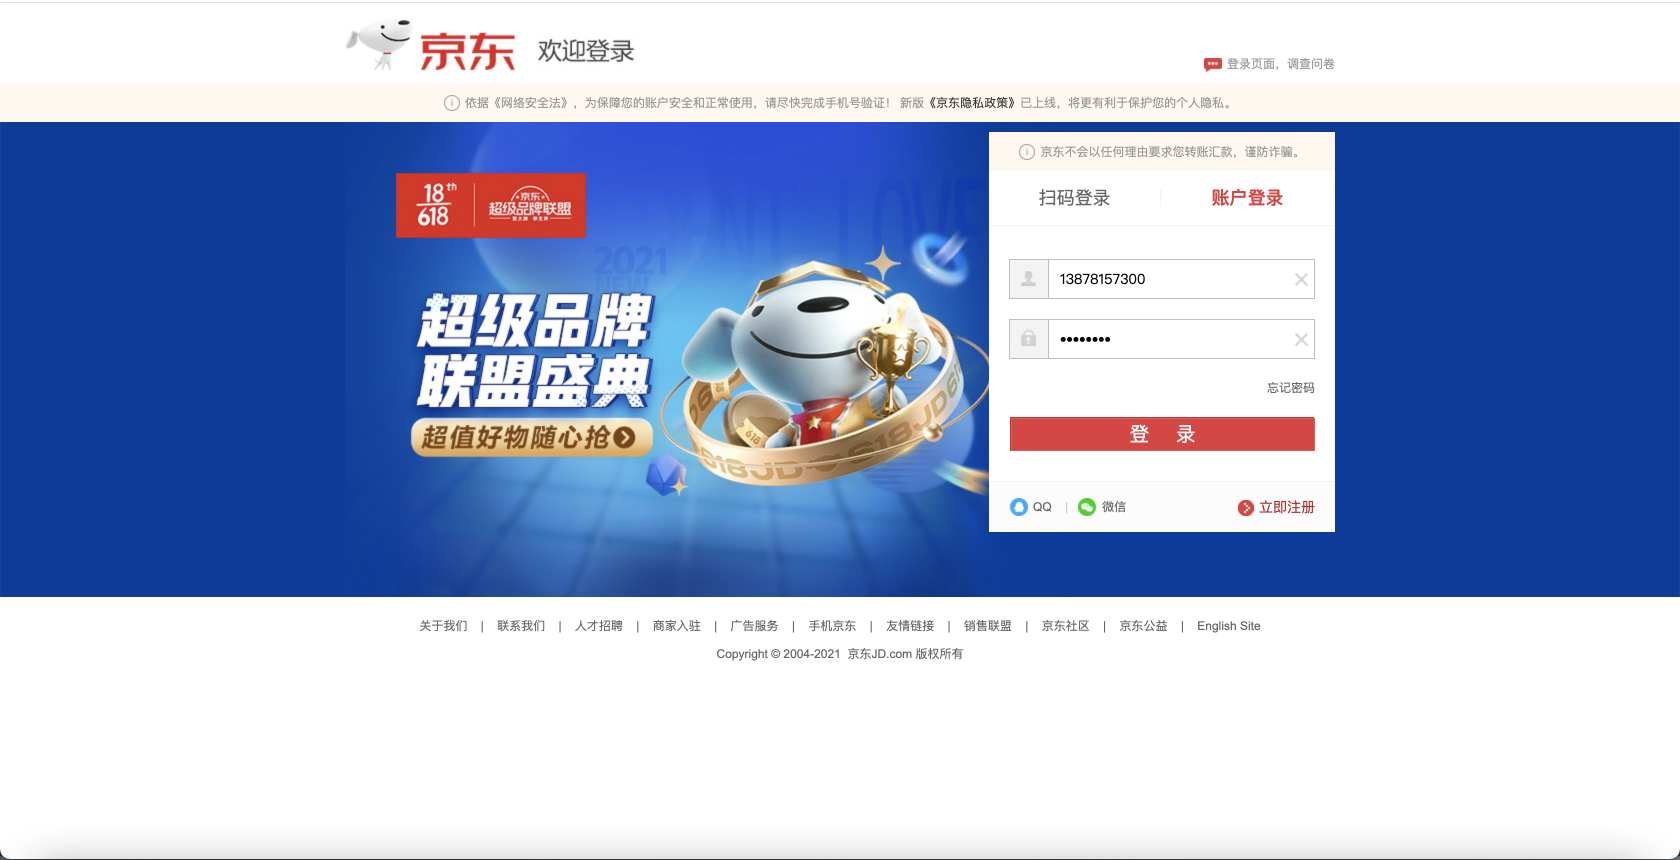 京东 欢迎登录
登录页面，调查问卷
依据《网络安全法》，为保障您的账户安全和正常使用，请尽快完成手机号验证！ 新版《京东隐私政策》已上线，将更有利于保护您的个人隐私。
京东不会以任何理由要求您转账汇款，谨防诈骗。
扫码登录
账户登录
18th
618
京东
超级品牌联盟
2021
NEW
超级品牌
联盟盛典
超值好物随心抢
618
618JD@618JD618
13878157300
••••••••
忘记密码
登 录
QQ | 微信
立即注册
关于我们 | 联系我们 | 人才招聘 | 商家入驻 | 广告服务 | 手机京东 | 友情链接 | 销售联盟 | 京东社区 | 京东公益 | English Site
Copyright © 2004-2021 京东JD.com 版权所有